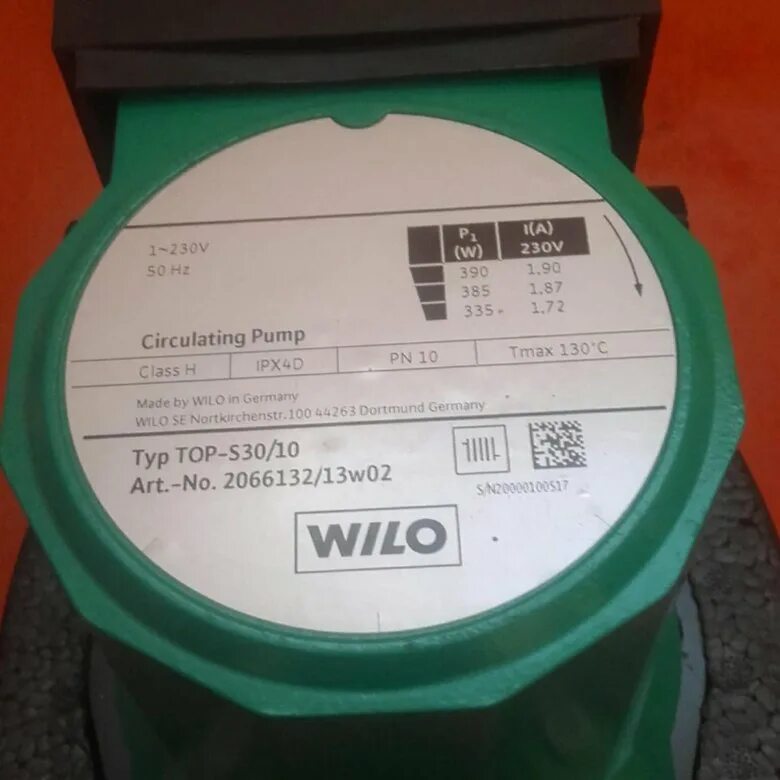 1~230V
50 Hz
P1 (W) I(A) 230V
390 1.90
385 1.87
335 1.72
Circulating Pump
Class H IPX4D PN 10 Tmax 130°C
Made by WILO in Germany
WILO SE Nortkirchenstr.100 44263 Dortmund Germany
Typ TOP-S30/10
Art.-No. 2066132/13w02
S/N20000100517
WILO